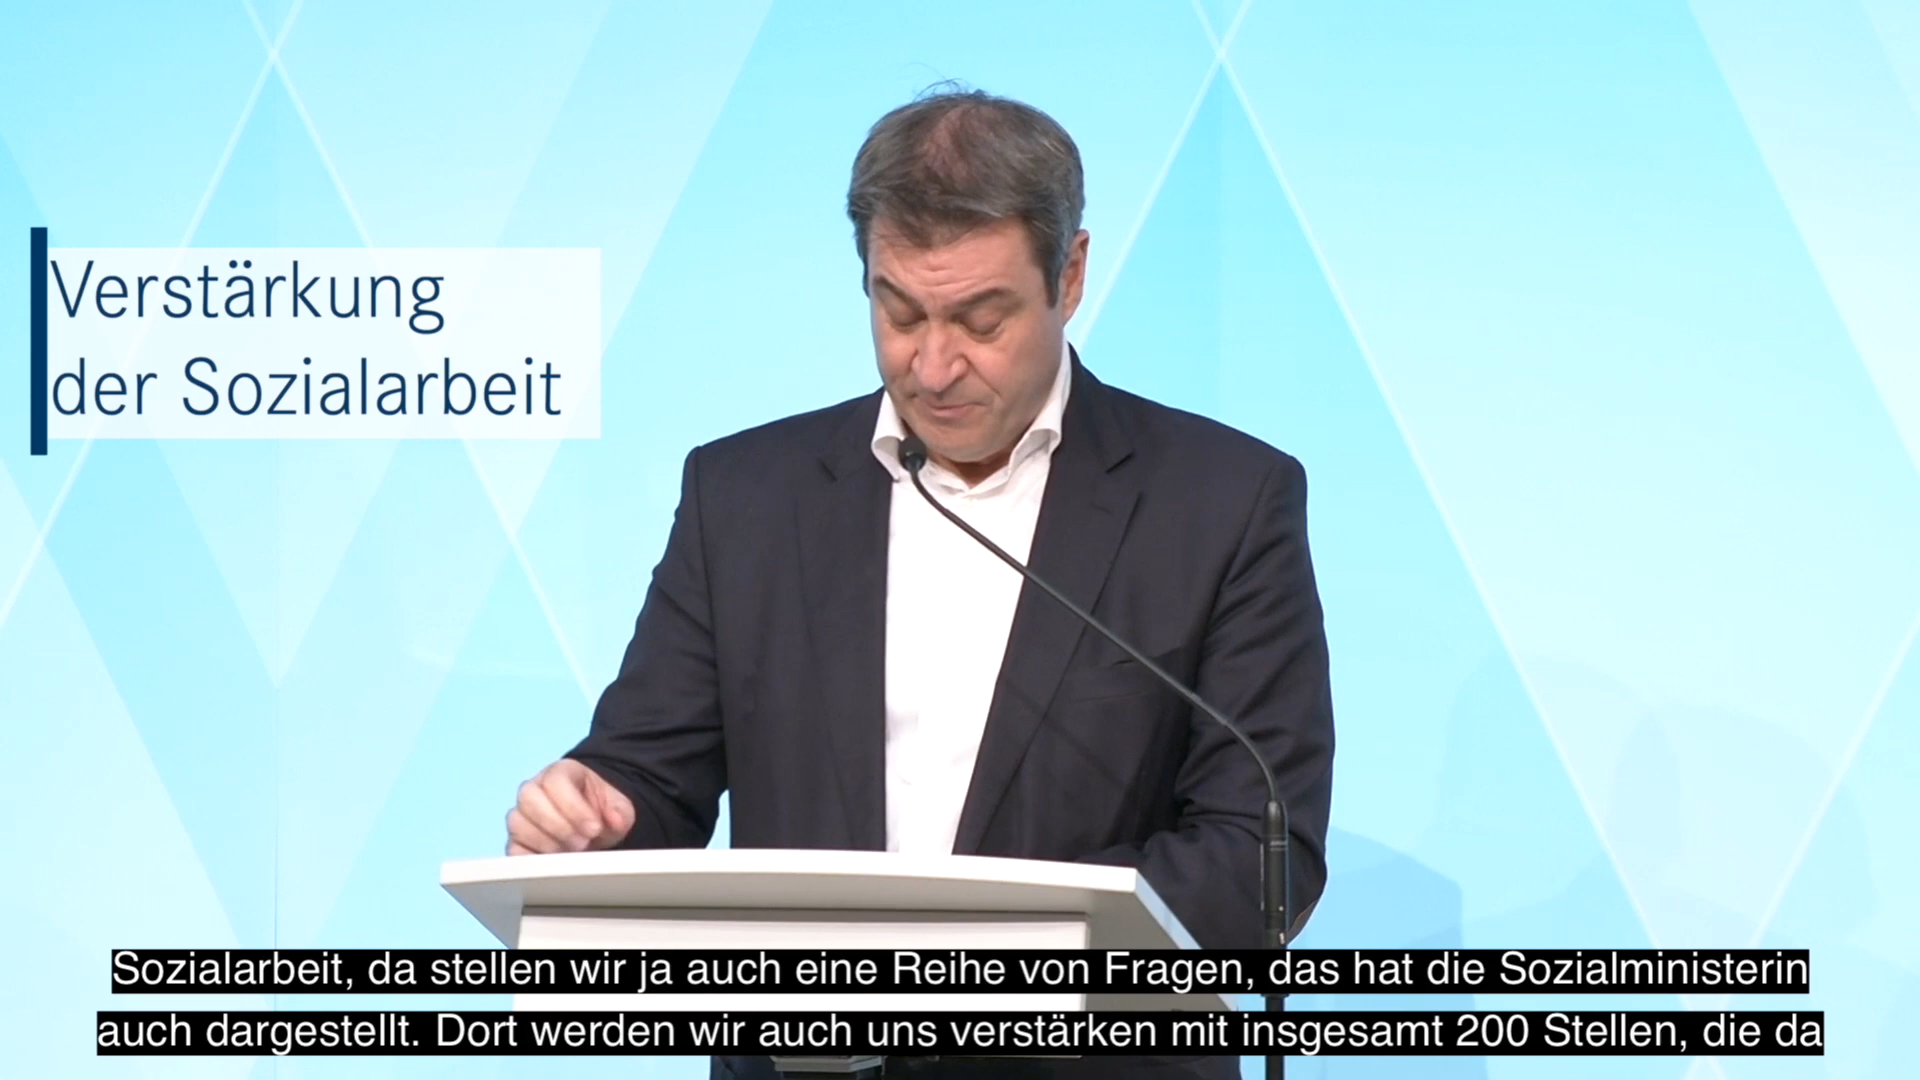 Verstärkung
der Sozialarbeit
Sozialarbeit, da stellen wir ja auch eine Reihe von Fragen, das hat die Sozialministerin
auch dargestellt. Dort werden wir auch uns verstärken mit insgesamt 200 Stellen, die da